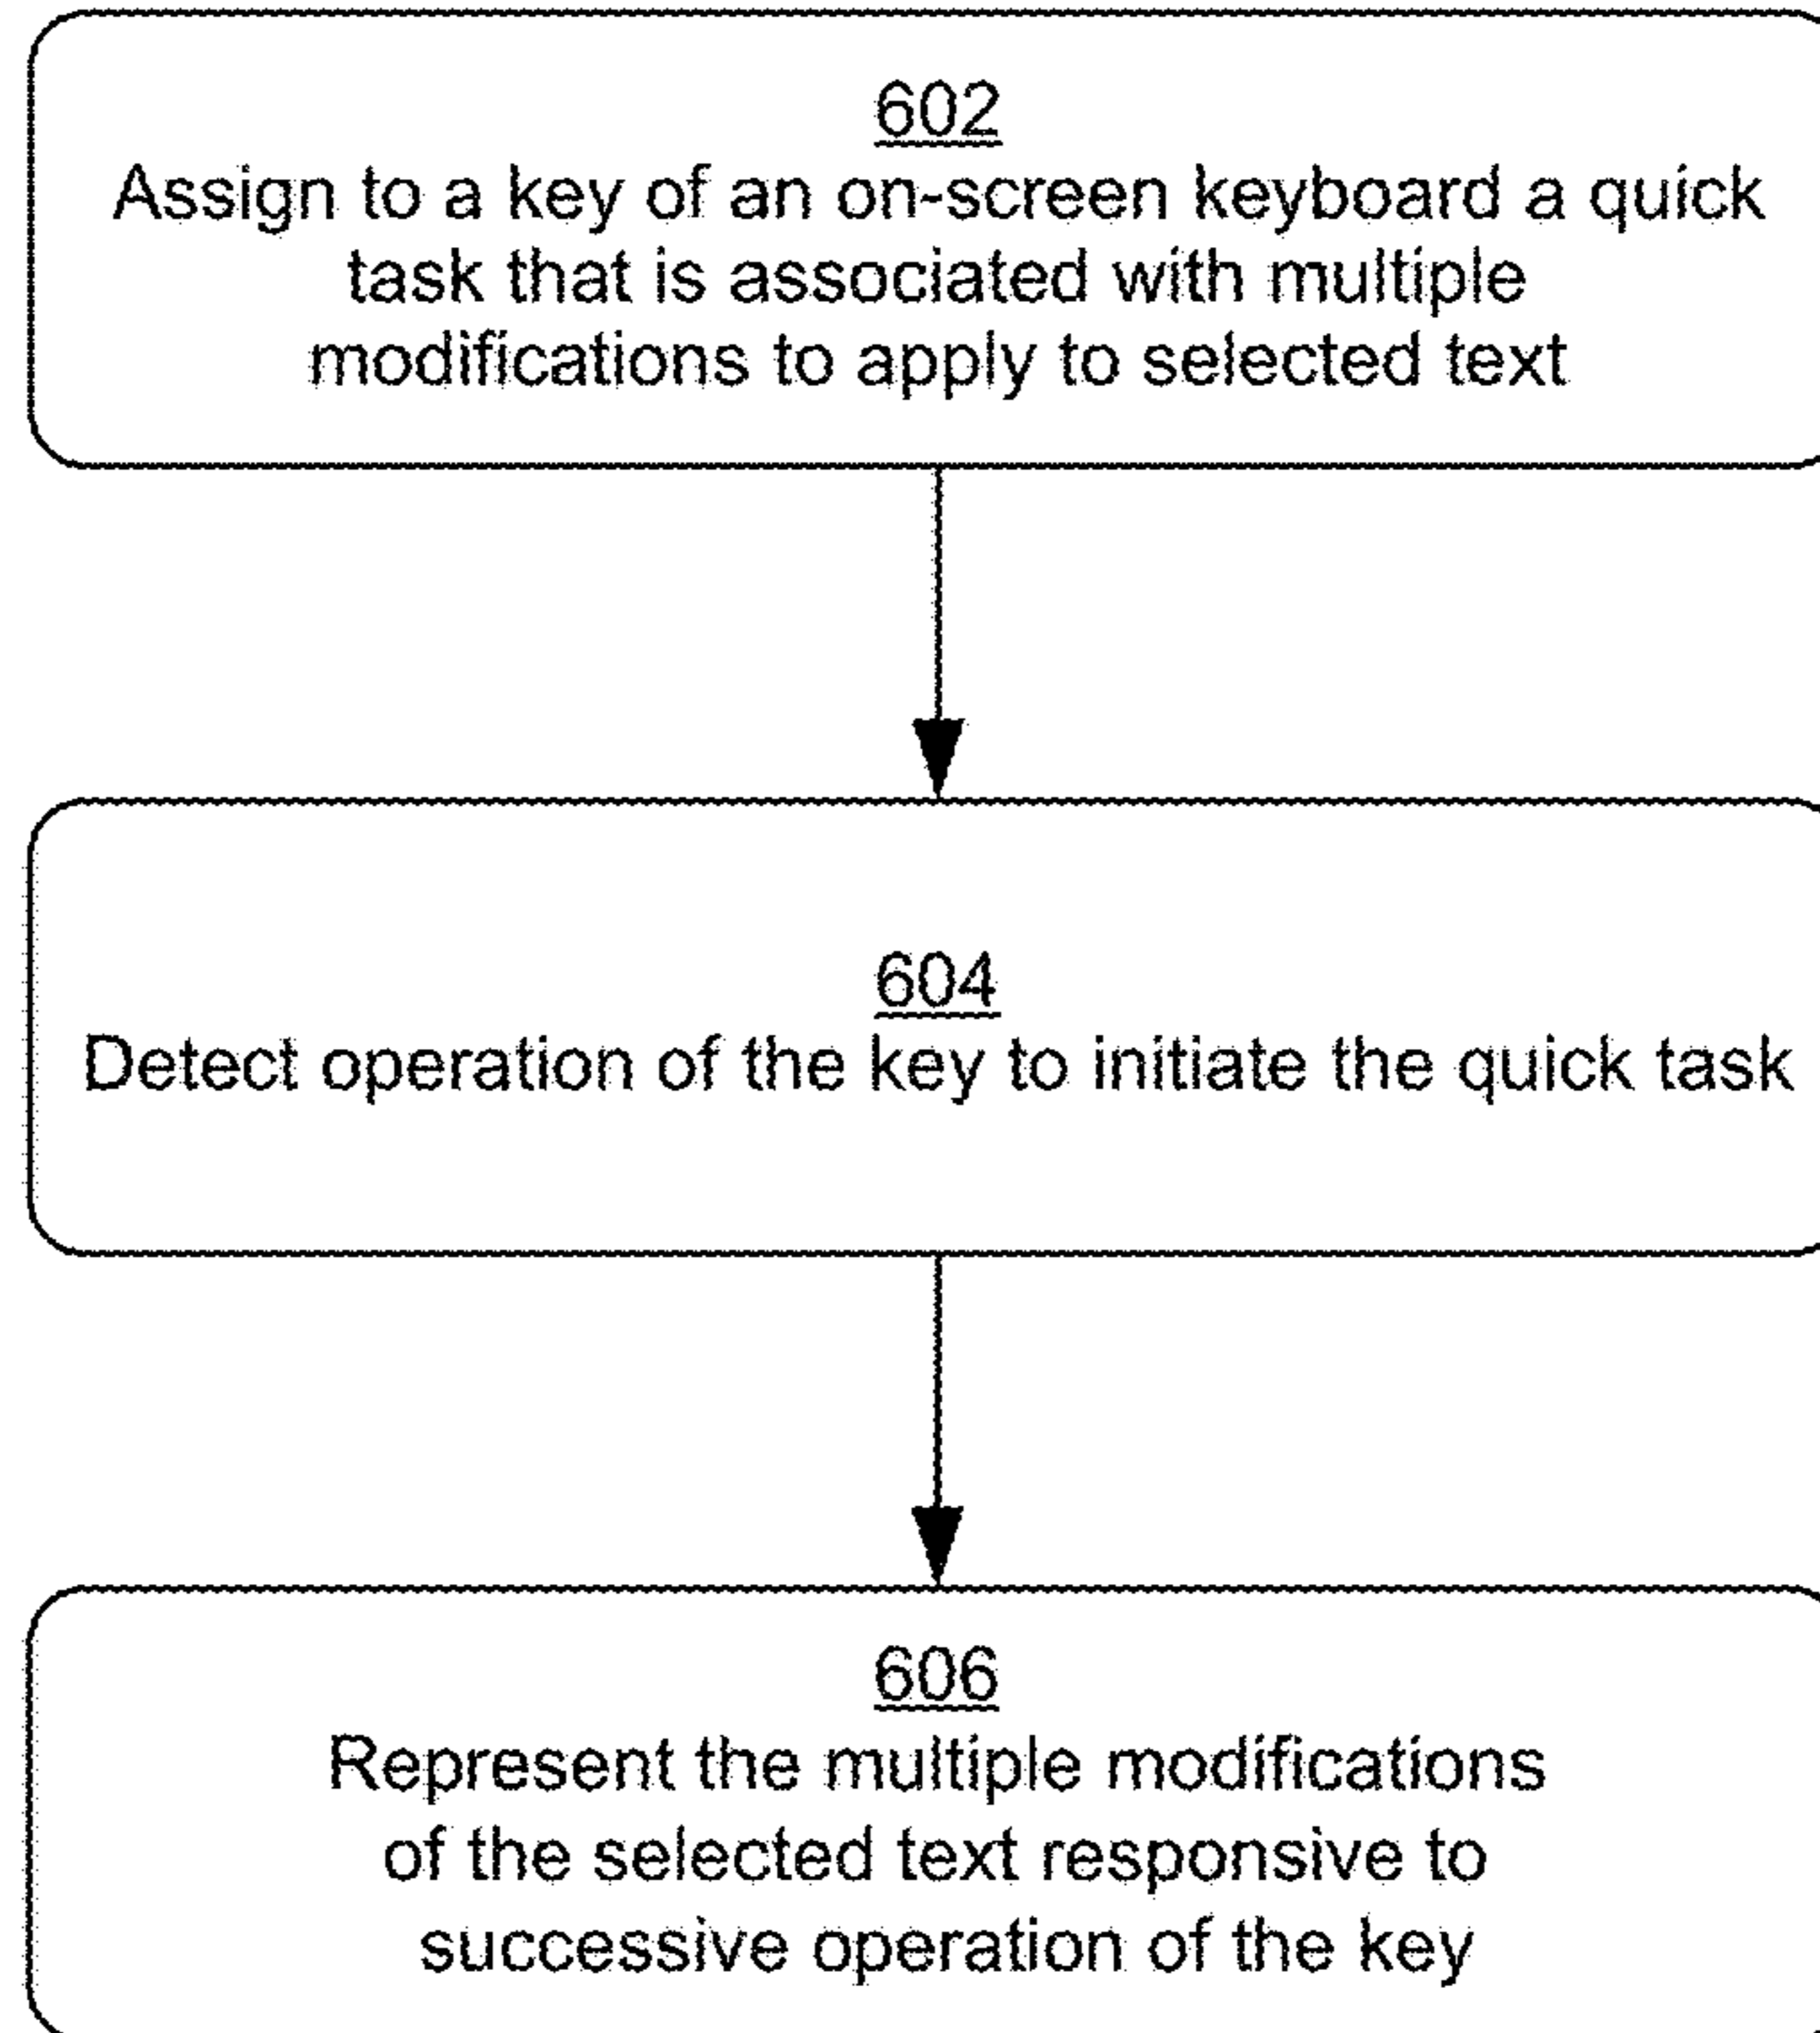 602
Assign to a key of an on-screen keyboard a quick
task that is associated with multiple
modifications to apply to selected text
604
Detect operation of the key to initiate the quick task
606
Represent the multiple modifications
of the selected text responsive to
successive operation of the key